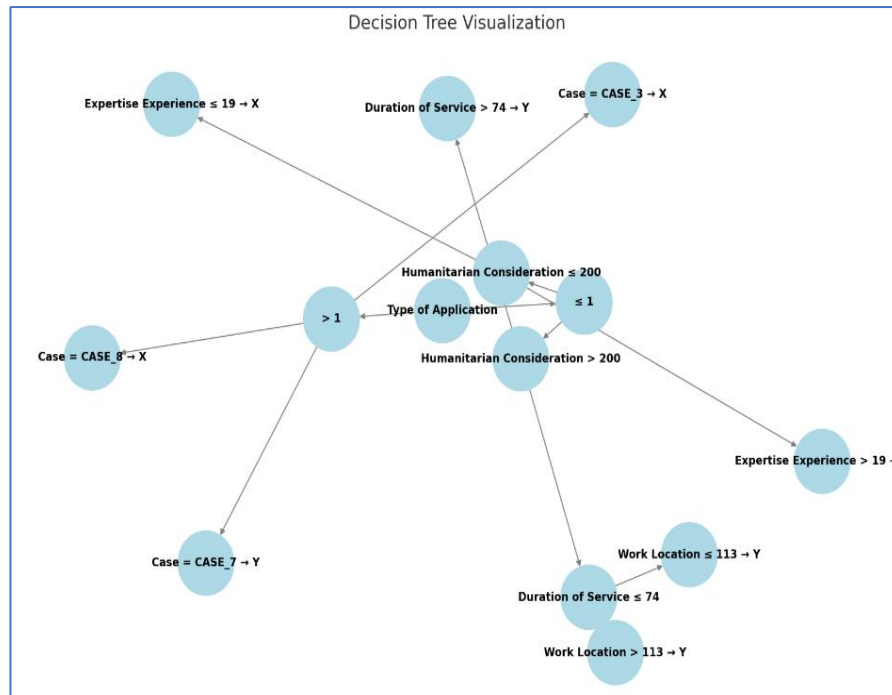 Decision Tree Visualization
Case = CASE_3 → X
Expertise Experience ≤ 19 → X
Duration of Service > 74 → Y
Humanitarian Consideration ≤ 200
≤ 1
Type of Application
> 1
Case = CASE_8 → X
Humanitarian Consideration > 200
Expertise Experience > 19
Case = CASE_7 → Y
Work Location ≤ 113 → Y
Duration of Service ≤ 74
Work Location > 113 → Y